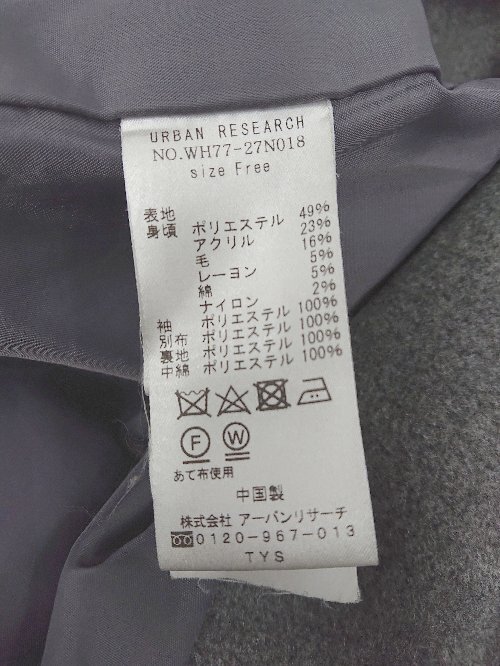 URBAN RESEARCH
NO.WH77-27N018
size Free
表地
身頃 ポリエステル 49%
アクリル 23%
毛 16%
レーヨン 5%
綿 5%
ナイロン 2%
袖 ポリエステル 100%
別布 ポリエステル 100%
裏地 ポリエステル 100%
中綿 ポリエステル 100%
F W
あて布使用
中国製
株式会社 アーバンリサーチ
0120-967-013
TYS